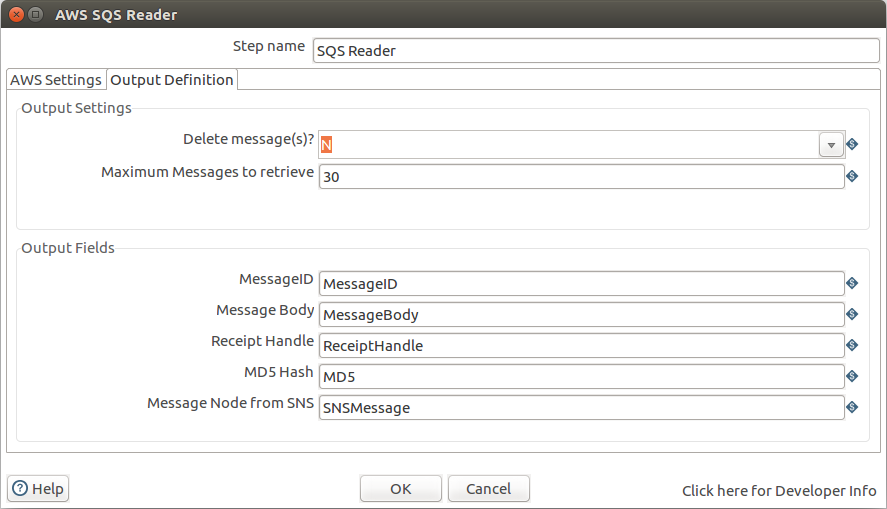 AWS SQS Reader
Step name SQS Reader
AWS Settings Output Definition
Output Settings
Delete message(s)? N
Maximum Messages to retrieve 30
Output Fields
MessageID MessageID
Message Body MessageBody
Receipt Handle ReceiptHandle
MD5 Hash MD5
Message Node from SNS SNSMessage
Help OK Cancel Click here for Developer Info